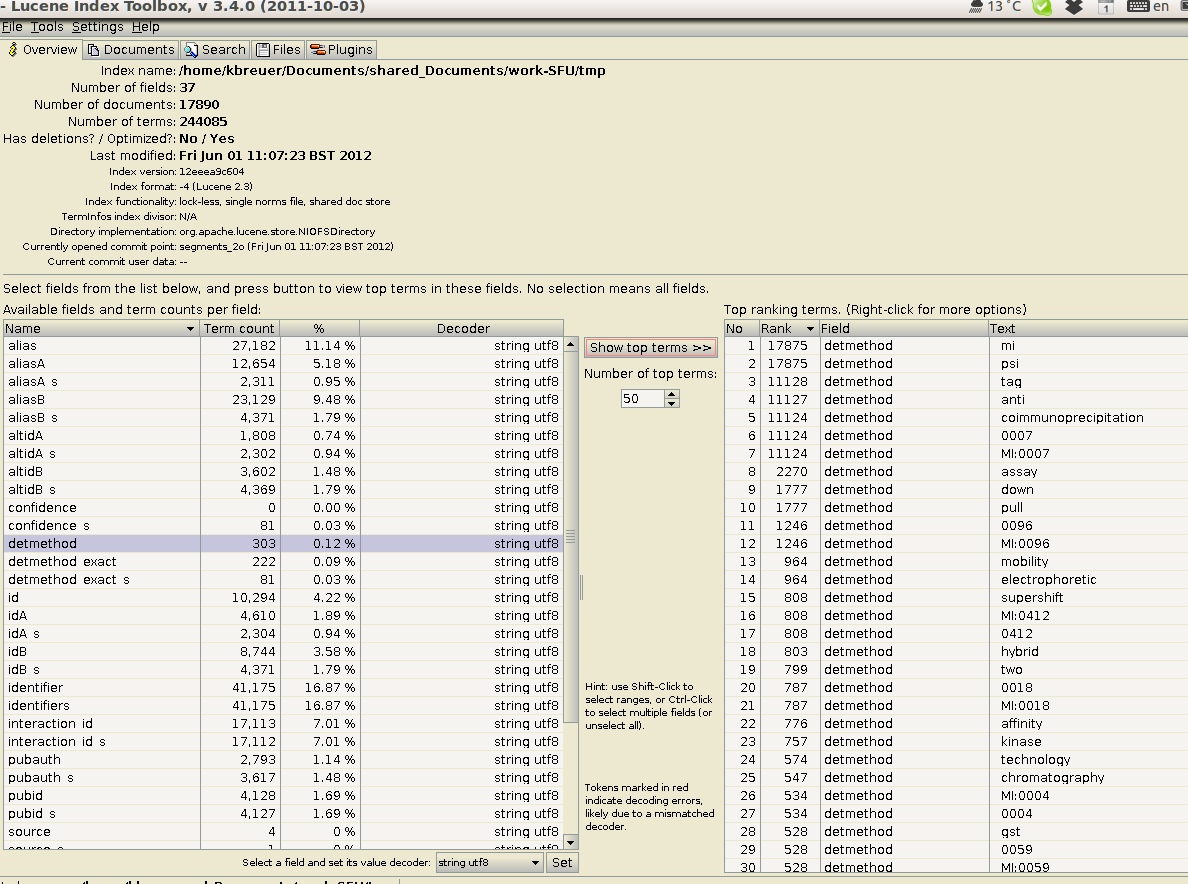 - Lucene Index Toolbox, v 3.4.0 (2011-10-03) 13 °C 1 en
File Tools Settings Help
Overview Documents Search Files Plugins
Index name: /home/kbreuer/Documents/shared_Documents/work-SFU/tmp
Number of fields: 37
Number of documents: 17890
Number of terms: 244085
Has deletions? / Optimized?: No / Yes
Last modified: Fri Jun 01 11:07:23 BST 2012
Index version: 12eeea9c604
Index format: -4 (Lucene 2.3)
Index functionality: lock-less, single norms file, shared doc store
TermInfos index divisor: N/A
Directory implementation: org.apache.lucene.store.NIOFSDirectory
Currently opened commit point: segments_2o (Fri Jun 01 11:07:23 BST 2012)
Current commit user data: --
Select fields from the list below, and press button to view top terms in these fields. No selection means all fields.
Available fields and term counts per field:
Name Term count % Decoder
alias 27,182 11.14 % string utf8
aliasA 12,654 5.18 % string utf8
aliasA s 2,311 0.95 % string utf8
aliasB 23,129 9.48 % string utf8
aliasB s 4,371 1.79 % string utf8
altidA 1,808 0.74 % string utf8
altidA s 2,302 0.94 % string utf8
altidB 3,602 1.48 % string utf8
altidB s 4,369 1.79 % string utf8
confidence 0 0.00 % string utf8
confidence s 81 0.03 % string utf8
detmethod 303 0.12 % string utf8
detmethod exact 222 0.09 % string utf8
detmethod exact s 81 0.03 % string utf8
id 10,294 4.22 % string utf8
idA 4,610 1.89 % string utf8
idA s 2,304 0.94 % string utf8
idB 8,744 3.58 % string utf8
idB s 4,371 1.79 % string utf8
identifier 41,175 16.87 % string utf8
identifiers 41,175 16.87 % string utf8
interaction id 17,113 7.01 % string utf8
interaction id s 17,112 7.01 % string utf8
pubauth 2,793 1.14 % string utf8
pubauth s 3,617 1.48 % string utf8
pubid 4,128 1.69 % string utf8
pubid s 4,127 1.69 % string utf8
source 4 0 % string utf8
Select a field and set its value decoder: string utf8 Set
Show top terms >>
Number of top terms:
50
Hint: use Shift-Click to
select ranges, or Ctrl-Click
to select multiple fields (or
unselect all).
Tokens marked in red
indicate decoding errors,
likely due to a mismatched
decoder.
Top ranking terms. (Right-click for more options)
No Rank Field Text
1 17875 detmethod mi
2 17875 detmethod psi
3 11128 detmethod tag
4 11127 detmethod anti
5 11124 detmethod coimmunoprecipitation
6 11124 detmethod 0007
7 11124 detmethod MI:0007
8 2270 detmethod assay
9 1777 detmethod down
10 1777 detmethod pull
11 1246 detmethod 0096
12 1246 detmethod MI:0096
13 964 detmethod mobility
14 964 detmethod electrophoretic
15 808 detmethod supershift
16 808 detmethod MI:0412
17 808 detmethod 0412
18 803 detmethod hybrid
19 799 detmethod two
20 787 detmethod 0018
21 787 detmethod MI:0018
22 776 detmethod affinity
23 757 detmethod kinase
24 574 detmethod technology
25 547 detmethod chromatography
26 534 detmethod MI:0004
27 534 detmethod 0004
28 528 detmethod gst
29 528 detmethod 0059
30 528 detmethod MI:0059